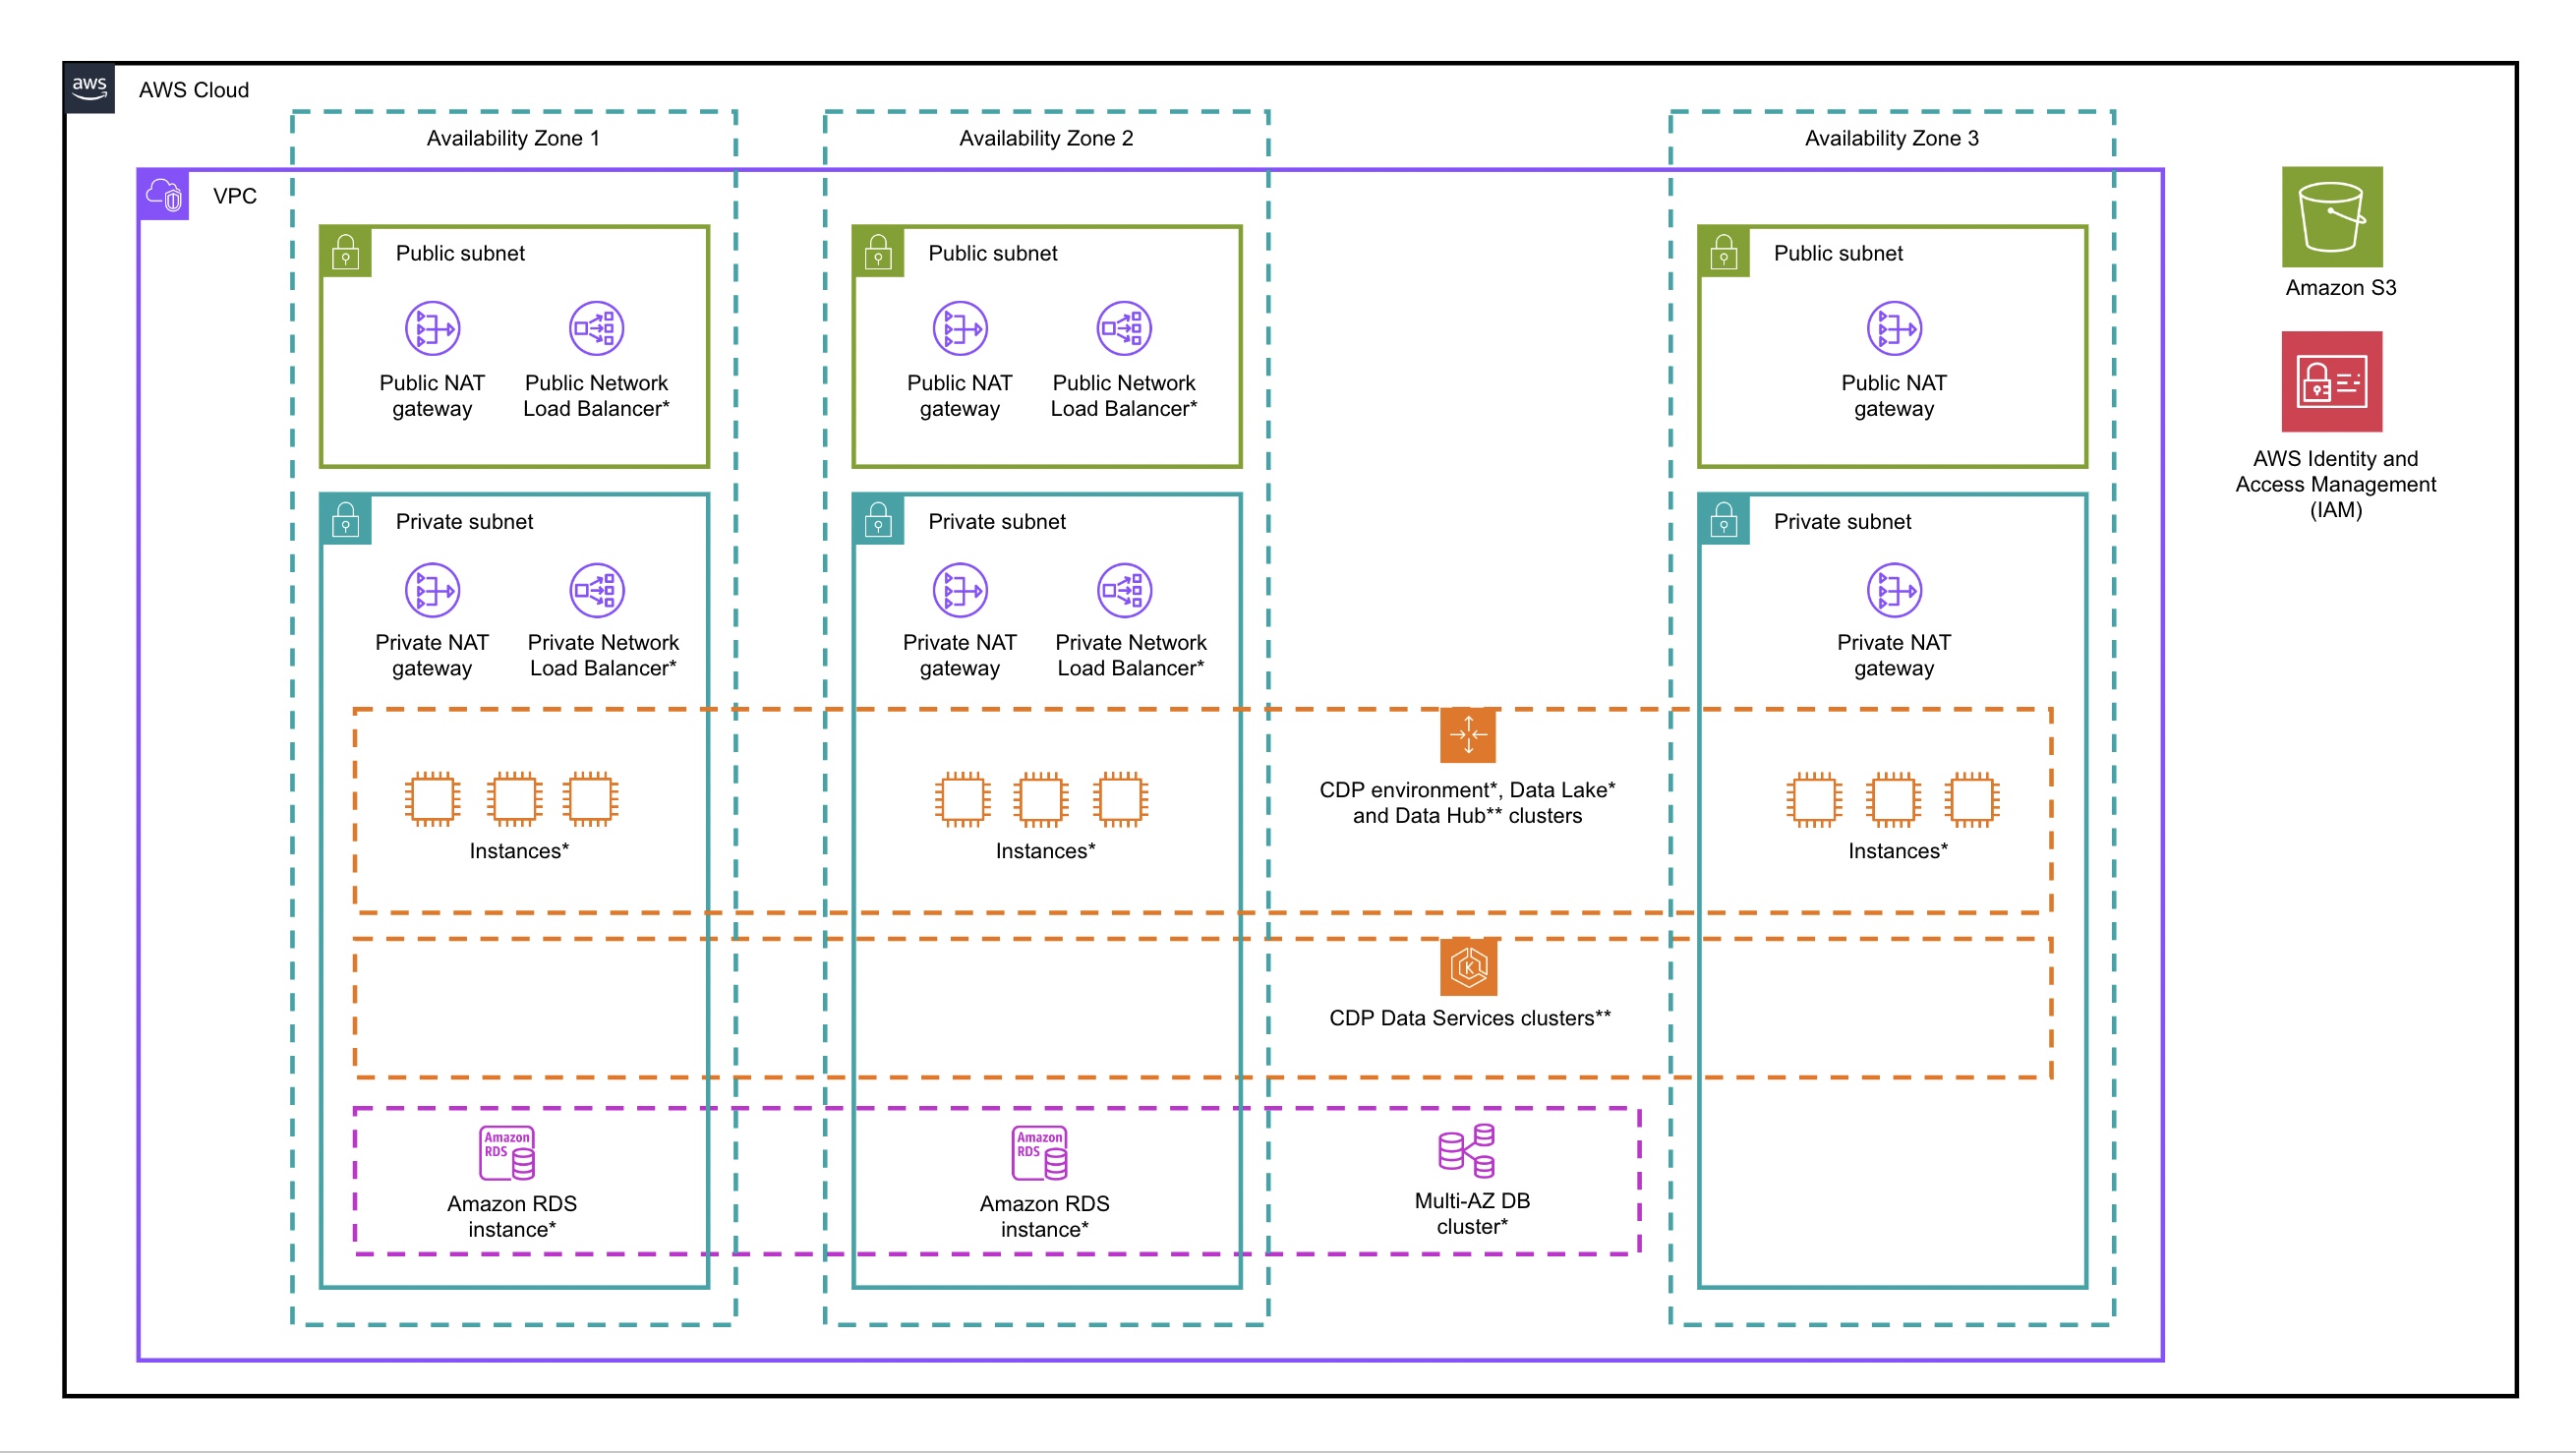 aws
AWS Cloud
Availability Zone 1
Availability Zone 2
Availability Zone 3
VPC
Public subnet
Public subnet
Public subnet
Amazon S3
Public NAT
gateway
Public Network
Load Balancer*
Public NAT
gateway
Public Network
Load Balancer*
Public NAT
gateway
AWS Identity and
Access Management
(IAM)
Private subnet
Private subnet
Private subnet
Private NAT
gateway
Private Network
Load Balancer*
Private NAT
gateway
Private Network
Load Balancer*
Private NAT
gateway
CDP environment*, Data Lake*
and Data Hub** clusters
Instances*
Instances*
Instances*
K
CDP Data Services clusters**
Amazon
RDS
Amazon RDS
instance*
Amazon
RDS
Amazon RDS
instance*
Multi-AZ DB
cluster*